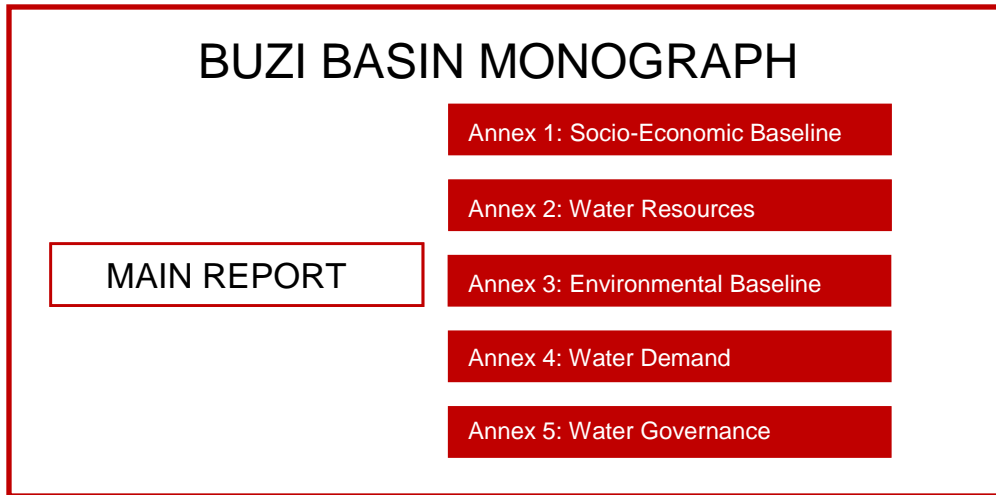 BUZI BASIN MONOGRAPH
MAIN REPORT
Annex 1: Socio-Economic Baseline
Annex 2: Water Resources
Annex 3: Environmental Baseline
Annex 4: Water Demand
Annex 5: Water Governance